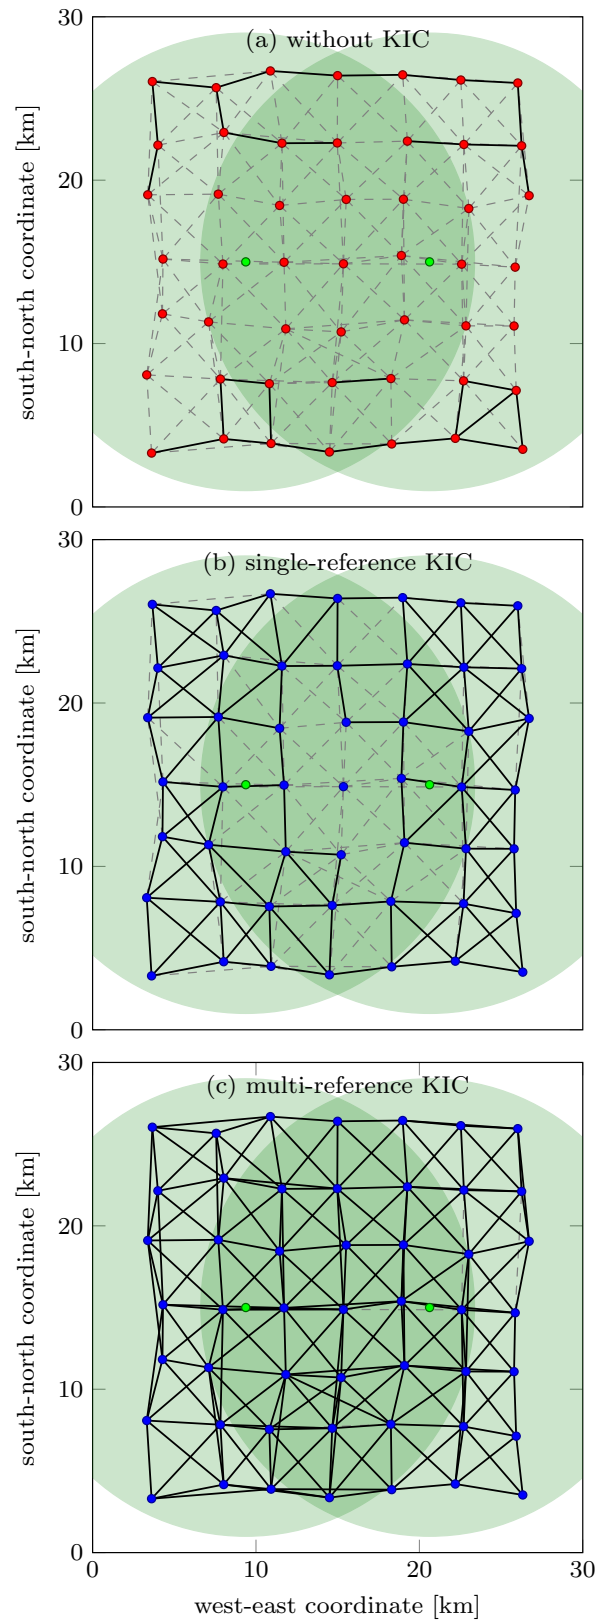 30
(a) without KIC
20
10
0
south-north coordinate [km]
30
(b) single-reference KIC
20
10
0
south-north coordinate [km]
30
(c) multi-reference KIC
20
10
0
south-north coordinate [km]
0 10 20 30
west-east coordinate [km]